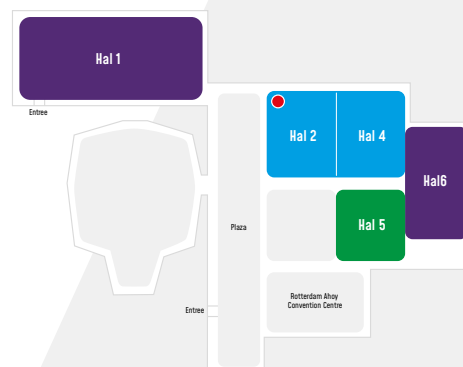 Hal 1
Entree
Hal 2
Hal 4
Hal6
Hal 5
Plaza
Rotterdam Ahoy
Convention Centre
Entree